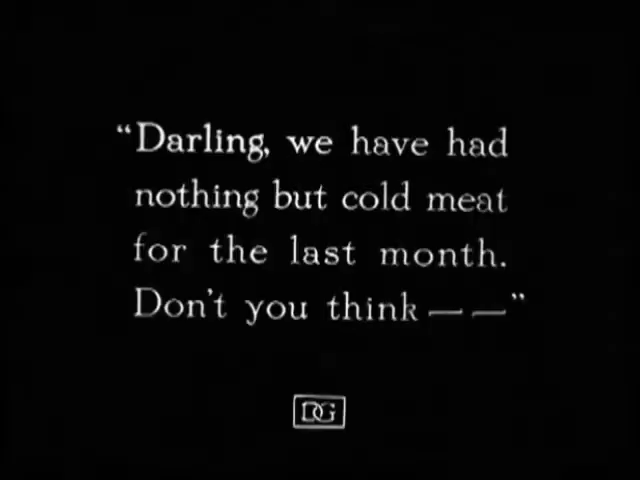 “Darling, we have had
nothing but cold meat
for the last month.
Don't you think — —”
DG